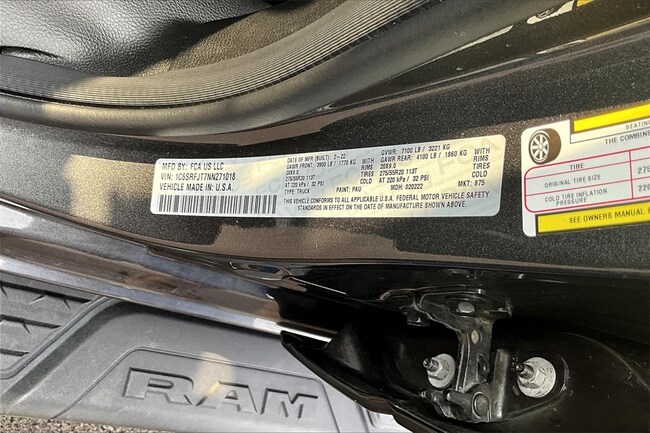 MFD BY: FCA US LLC
VIN: 1C6SRFJT7NN271018
VEHICLE MADE IN: U.S.A.
DATE OF MFR (BUILT): 2-22
GAWR FRONT: 3900 LB / 1770 KG WITH
20X9.0 RIMS
275/55R20 113T TIRES
AT 220 kPa / 32 PSI COLD
TYPE: TRUCK
PAINT: PAU
GVWR: 7100 LB / 3221 KG
GAWR REAR: 4100 LB / 1860 KG WITH
20X9.0 RIMS
275/55R20 113T TIRES
AT 220 kPa / 32 PSI COLD
MDH: 020222
MKT: 875
THIS VEHICLE CONFORMS TO ALL APPLICABLE U.S.A. FEDERAL MOTOR VEHICLE SAFETY
STANDARDS IN EFFECT ON THE DATE OF MANUFACTURE SHOWN ABOVE.
THE COMBINE
TIRE
ORIGINAL TIRE SIZE
COLD TIRE INFLATION
PRESSURE
SEE OWNERS MANUAL
RAM